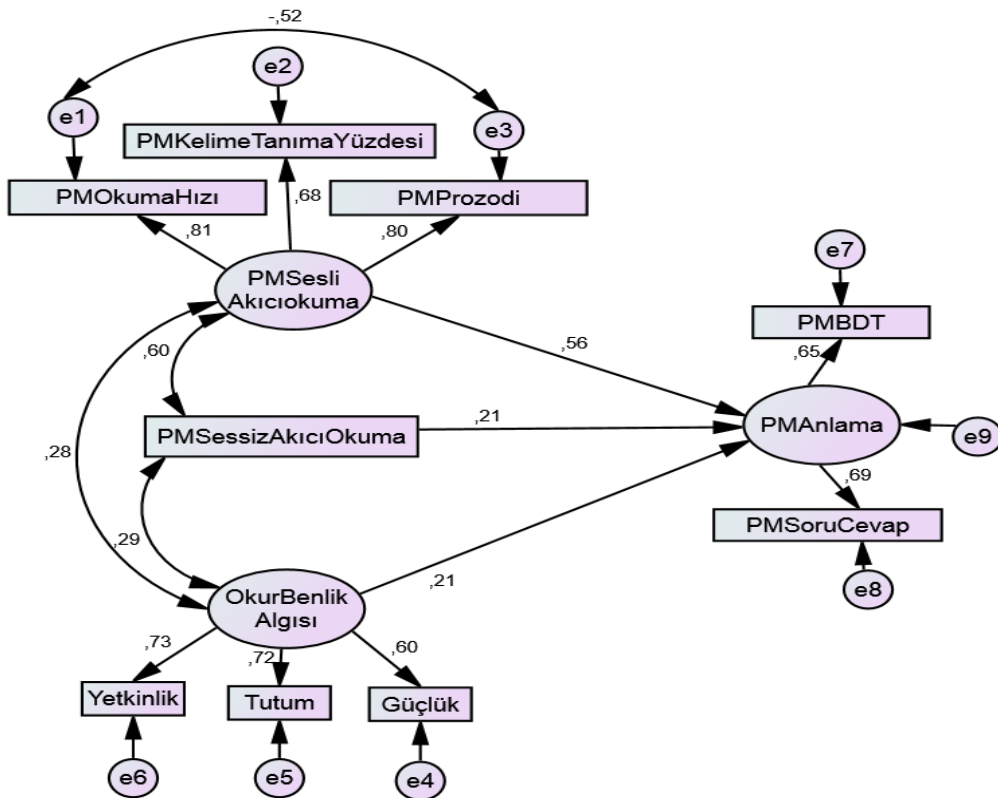 -,52
e2
e1
e3
PMKelimeTanımaYüzdesi
PMOkumaHızı
PMProzodi
,68
,81
,80
e7
PMSesli
Akıcıokuma
PMBDT
,60
,56
,65
PMSessizAkıcıOkuma
,21
PMAnlama
e9
,28
,69
PMSoruCevap
,29
,21
e8
OkurBenlik
Algısı
,73
,72
,60
Yetkinlik
Tutum
Güçlük
e6
e5
e4